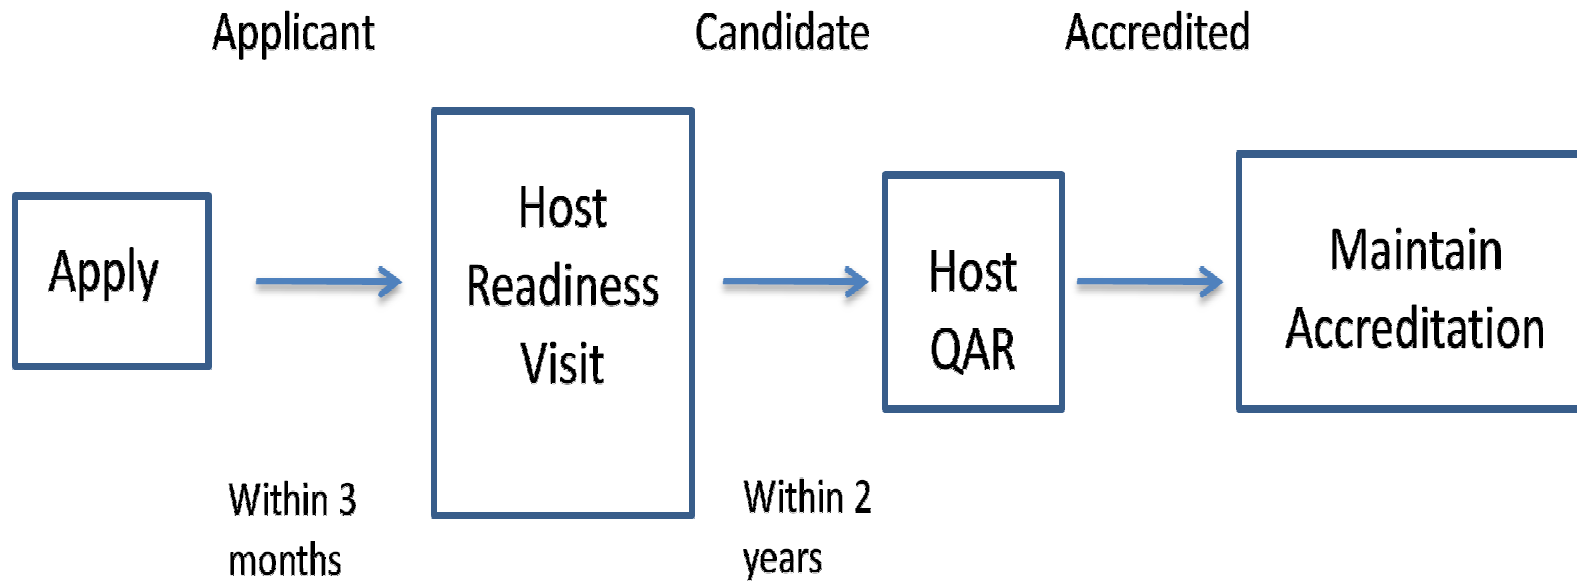 Applicant
Candidate
Accredited
Apply
Host
Readiness
Visit
Host
QAR
Maintain
Accreditation
Within 3
months
Within 2
years